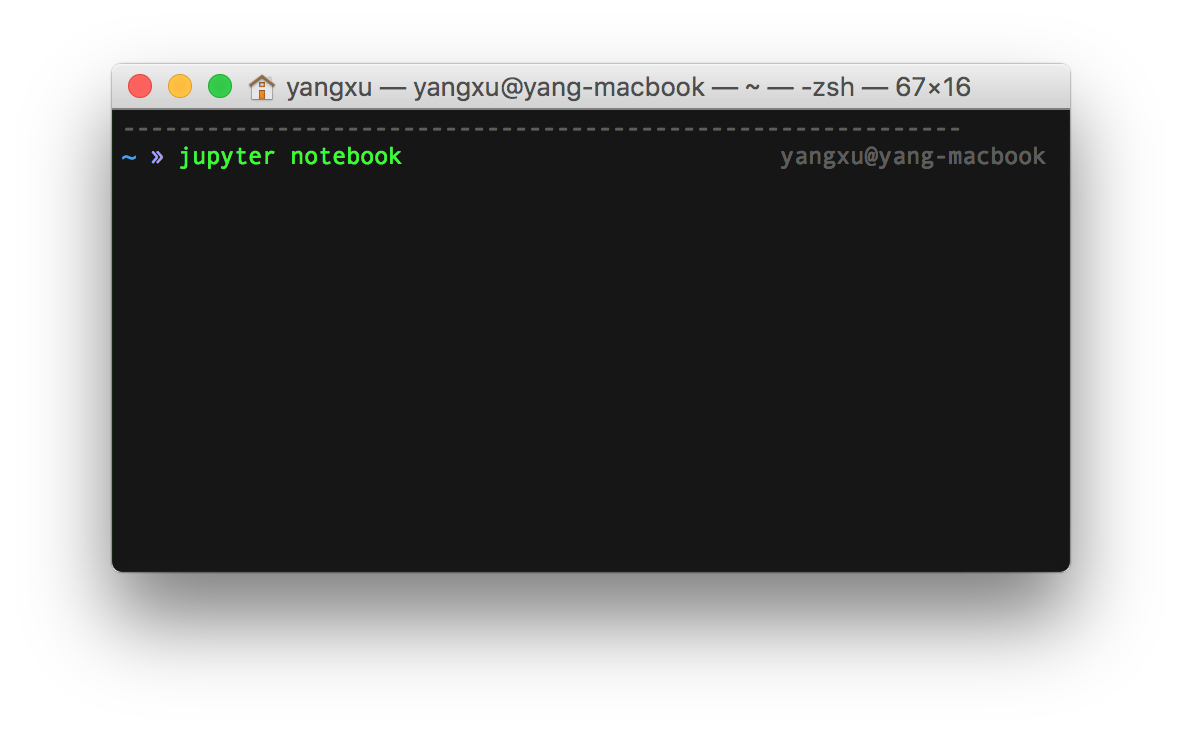 yangxu — yangxu@yang-macbook — ~ — -zsh — 67×16
------------------------------------------------------------
~ » jupyter notebook yangxu@yang-macbook